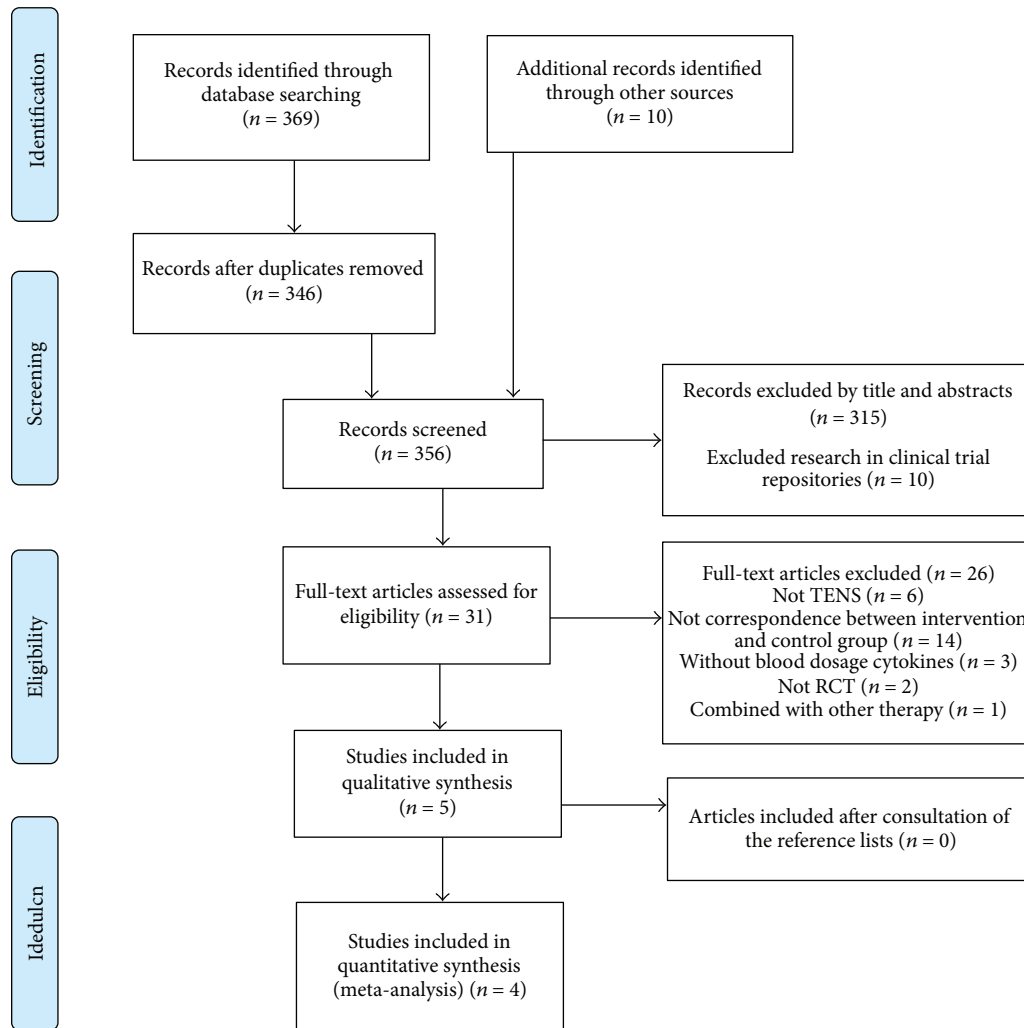 Identification
Records identified through
database searching
(n = 369)
Additional records identified
through other sources
(n = 10)
Records after duplicates removed
(n = 346)
Screening
Records screened
(n = 356)
Records excluded by title and abstracts
(n = 315)
Excluded research in clinical trial
repositories (n = 10)
Eligibility
Full-text articles assessed for
eligibility (n = 31)
Full-text articles excluded (n = 26)
Not TENS (n = 6)
Not correspondence between intervention
and control group (n = 14)
Without blood dosage cytokines (n = 3)
Not RCT (n = 2)
Combined with other therapy (n = 1)
Studies included in
qualitative synthesis
(n = 5)
Articles included after consultation of
the reference lists (n = 0)
Idedulcn
Studies included in
quantitative synthesis
(meta-analysis) (n = 4)